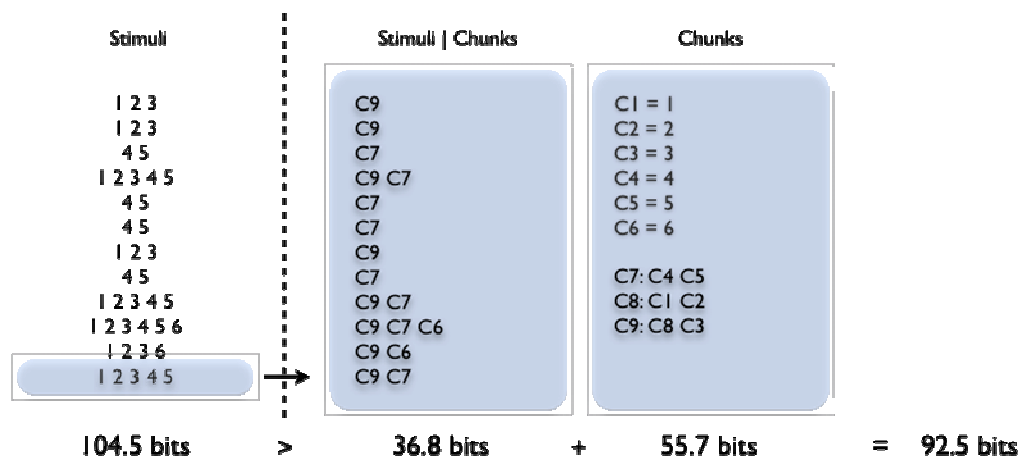 Stimuli
1 2 3
1 2 3
4 5
1 2 3 4 5
4 5
4 5
1 2 3
4 5
1 2 3 4 5
1 2 3 4 5 6
1 2 3 6
1 2 3 4 5
104.5 bits
>
Stimuli | Chunks
C9
C9
C7
C9 C7
C7
C7
C9
C7
C9 C7
C9 C7 C6
C9 C6
C9 C7
36.8 bits
+
Chunks
C1 = 1
C2 = 2
C3 = 3
C4 = 4
C5 = 5
C6 = 6
C7: C4 C5
C8: C1 C2
C9: C8 C3
55.7 bits
= 92.5 bits